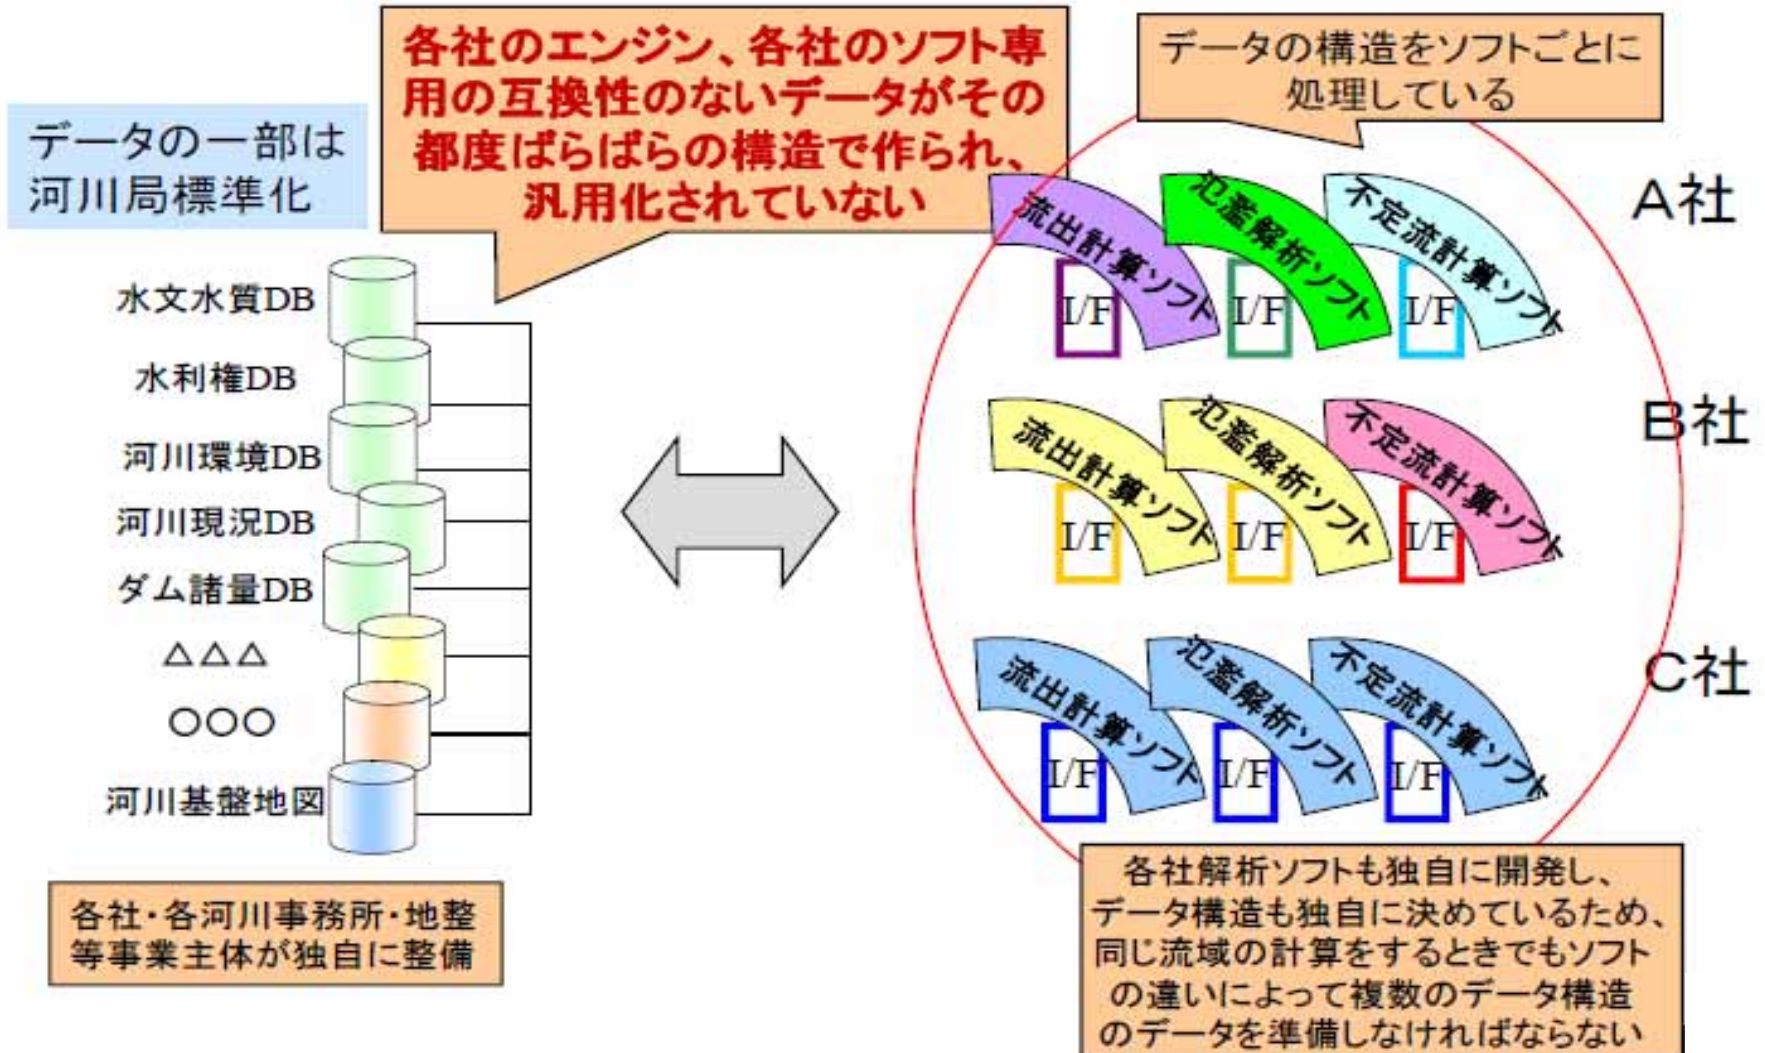 各社のエンジン、各社のソフト専
用の互換性のないデータがその
都度ばらばらの構造で作られ、
汎用化されていない
データの構造をソフトごとに
処理している
データの一部は
河川局標準化
水文水質DB
水利権DB
河川環境DB
河川現況DB
ダム諸量DB
△△△
○○○
河川基盤地図
各社・各河川事務所・地整
等事業主体が独自に整備
A社
流出計算ソフト
氾濫解析ソフト
不定流計算ソフト
I/F
I/F
I/F
B社
流出計算ソフト
氾濫解析ソフト
不定流計算ソフト
I/F
I/F
I/F
C社
流出計算ソフト
氾濫解析ソフト
不定流計算ソフト
I/F
I/F
I/F
各社解析ソフトも独自に開発し、
データ構造も独自に決めているため、
同じ流域の計算をするときでもソフト
の違いによって複数のデータ構造
のデータを準備しなければならない